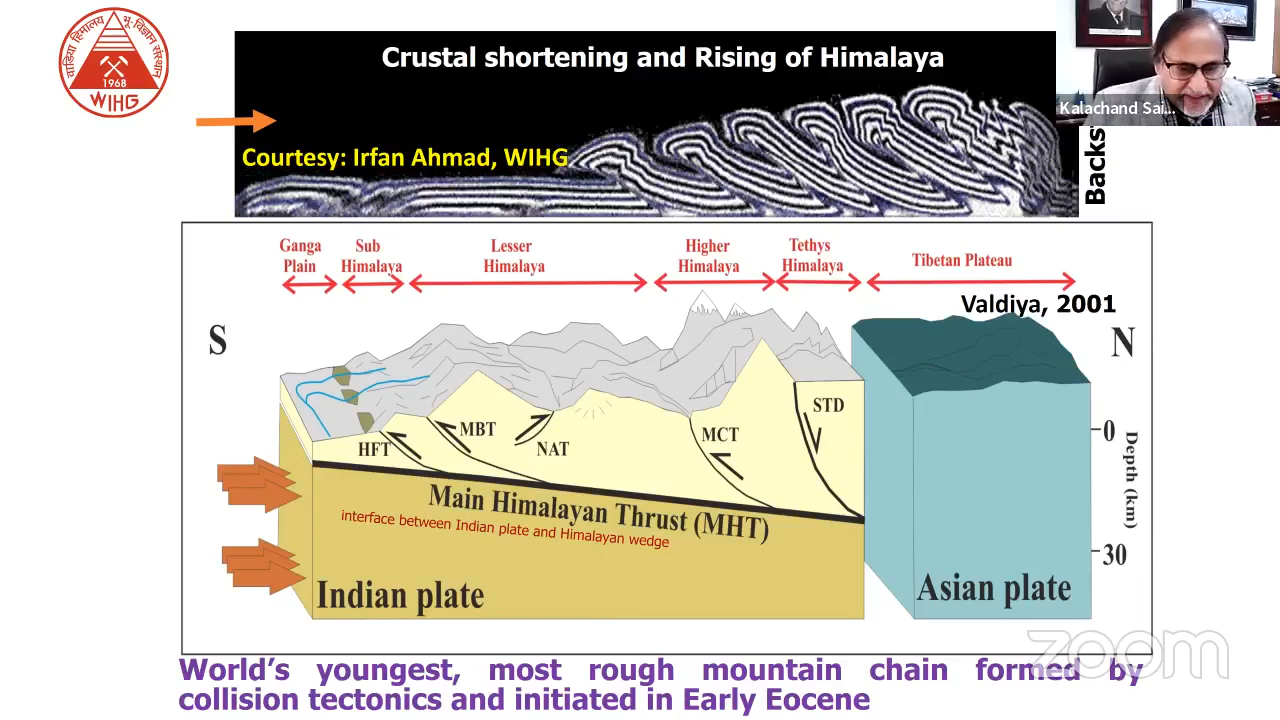 वाडिया हिमालय भू-विज्ञान संस्थान
1968
WIHG
Crustal shortening and Rising of Himalaya
Courtesy: Irfan Ahmad, WIHG
Backs
Kalachand Sai...
Ganga Plain
Sub Himalaya
Lesser Himalaya
Higher Himalaya
Tethys Himalaya
Tibetan Plateau
Valdiya, 2001
S
N
HFT
MBT
NAT
MCT
STD
0
30
Depth (km)
Main Himalayan Thrust (MHT)
interface between Indian plate and Himalayan wedge
Indian plate
Asian plate
zoom
World's youngest, most rough mountain chain formed by
collision tectonics and initiated in Early Eocene